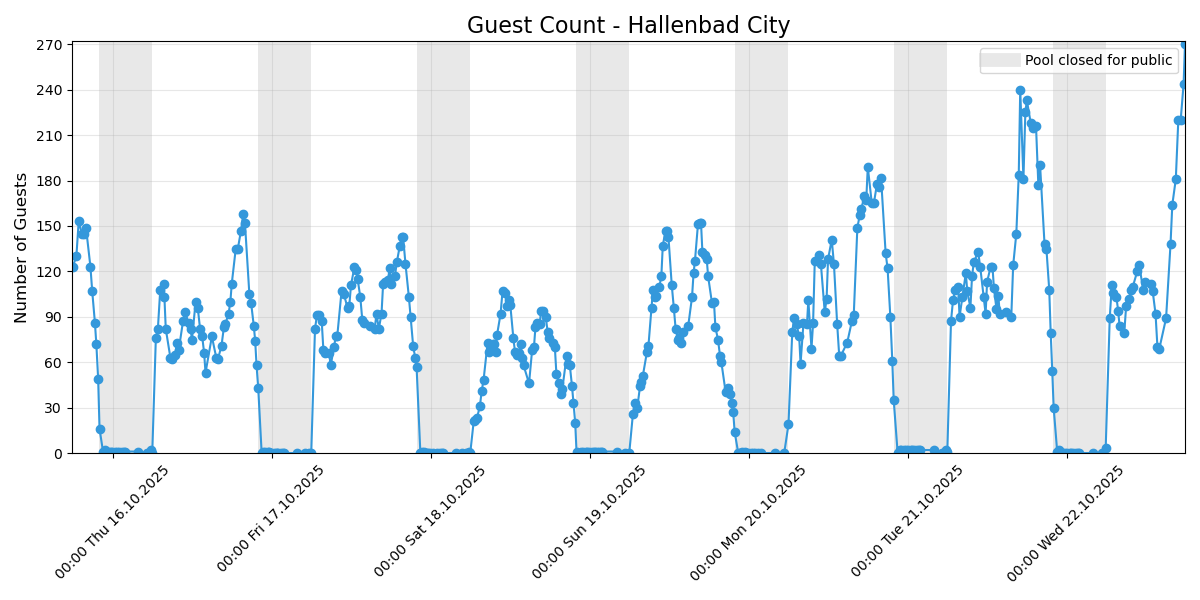 Guest Count - Hallenbad City
Pool closed for public
Number of Guests
270
240
210
180
150
120
90
60
30
0
00:00 Thu 16.10.2025
00:00 Fri 17.10.2025
00:00 Sat 18.10.2025
00:00 Sun 19.10.2025
00:00 Mon 20.10.2025
00:00 Tue 21.10.2025
00:00 Wed 22.10.2025